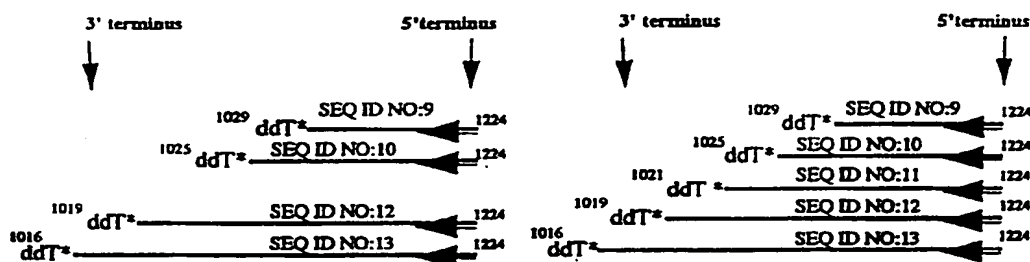 3' terminus 5'terminus
1029 ddT* SEQ ID NO:9 1224
1025 ddT* SEQ ID NO:10 1224
1019 ddT* SEQ ID NO:12 1224
1016 ddT* SEQ ID NO:13 1224
3' terminus 5'terminus
1029 ddT* SEQ ID NO:9 1224
1025 ddT* SEQ ID NO:10 1224
1021 ddT* SEQ ID NO:11 1224
1019 ddT* SEQ ID NO:12 1224
1016 ddT* SEQ ID NO:13 1224